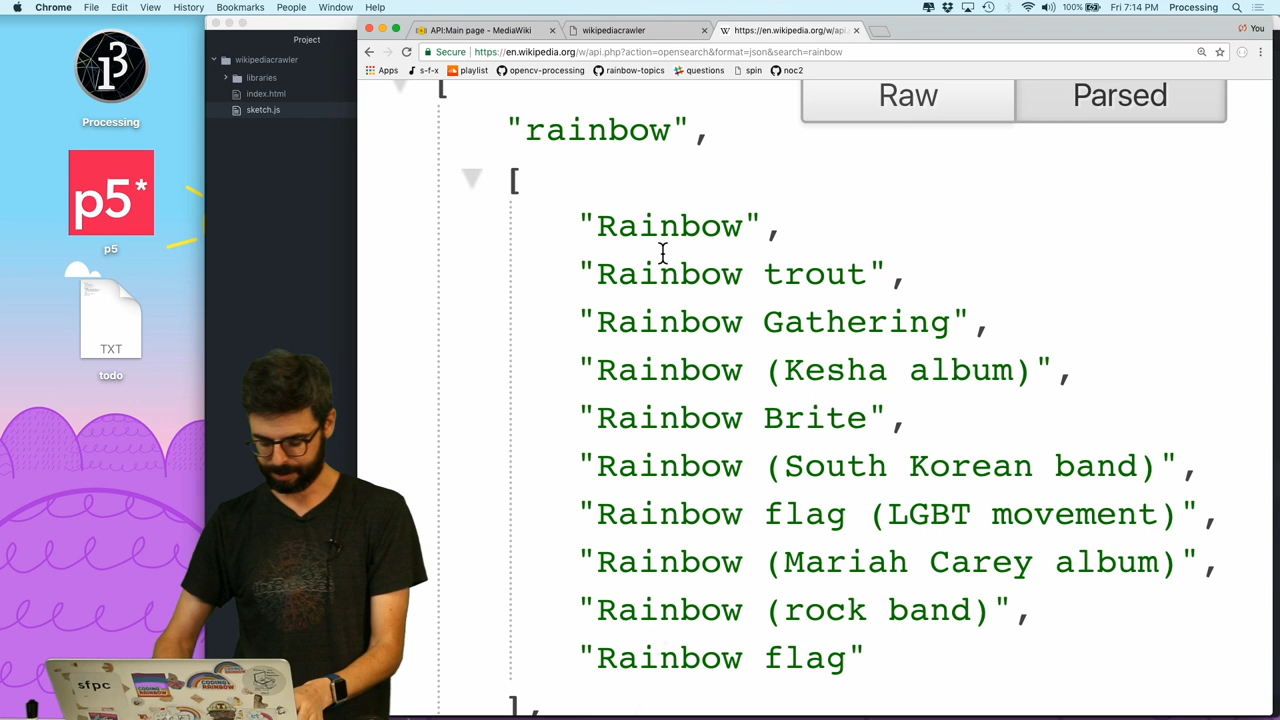 Chrome File Edit View History Bookmarks People Window Help 100% Fri 7:14 PM Processing
Project
wikipediacrawler
libraries
index.html
sketch.js
API:Main page - MediaWiki
wikipediacrawler
https://en.wikipedia.org/w/api.
You
Secure https://en.wikipedia.org/w/api.php?action=opensearch&format=json&search=rainbow
Apps s-f-x playlist opencv-processing rainbow-topics questions spin noc2
Raw Parsed
[
"rainbow",
[
"Rainbow",
"Rainbow trout",
"Rainbow Gathering",
"Rainbow (Kesha album)",
"Rainbow Brite",
"Rainbow (South Korean band)",
"Rainbow flag (LGBT movement)",
"Rainbow (Mariah Carey album)",
"Rainbow (rock band)",
"Rainbow flag"
],
Processing
p5*
p5
TXT
todo
sfpc
CODING
RAINBOW